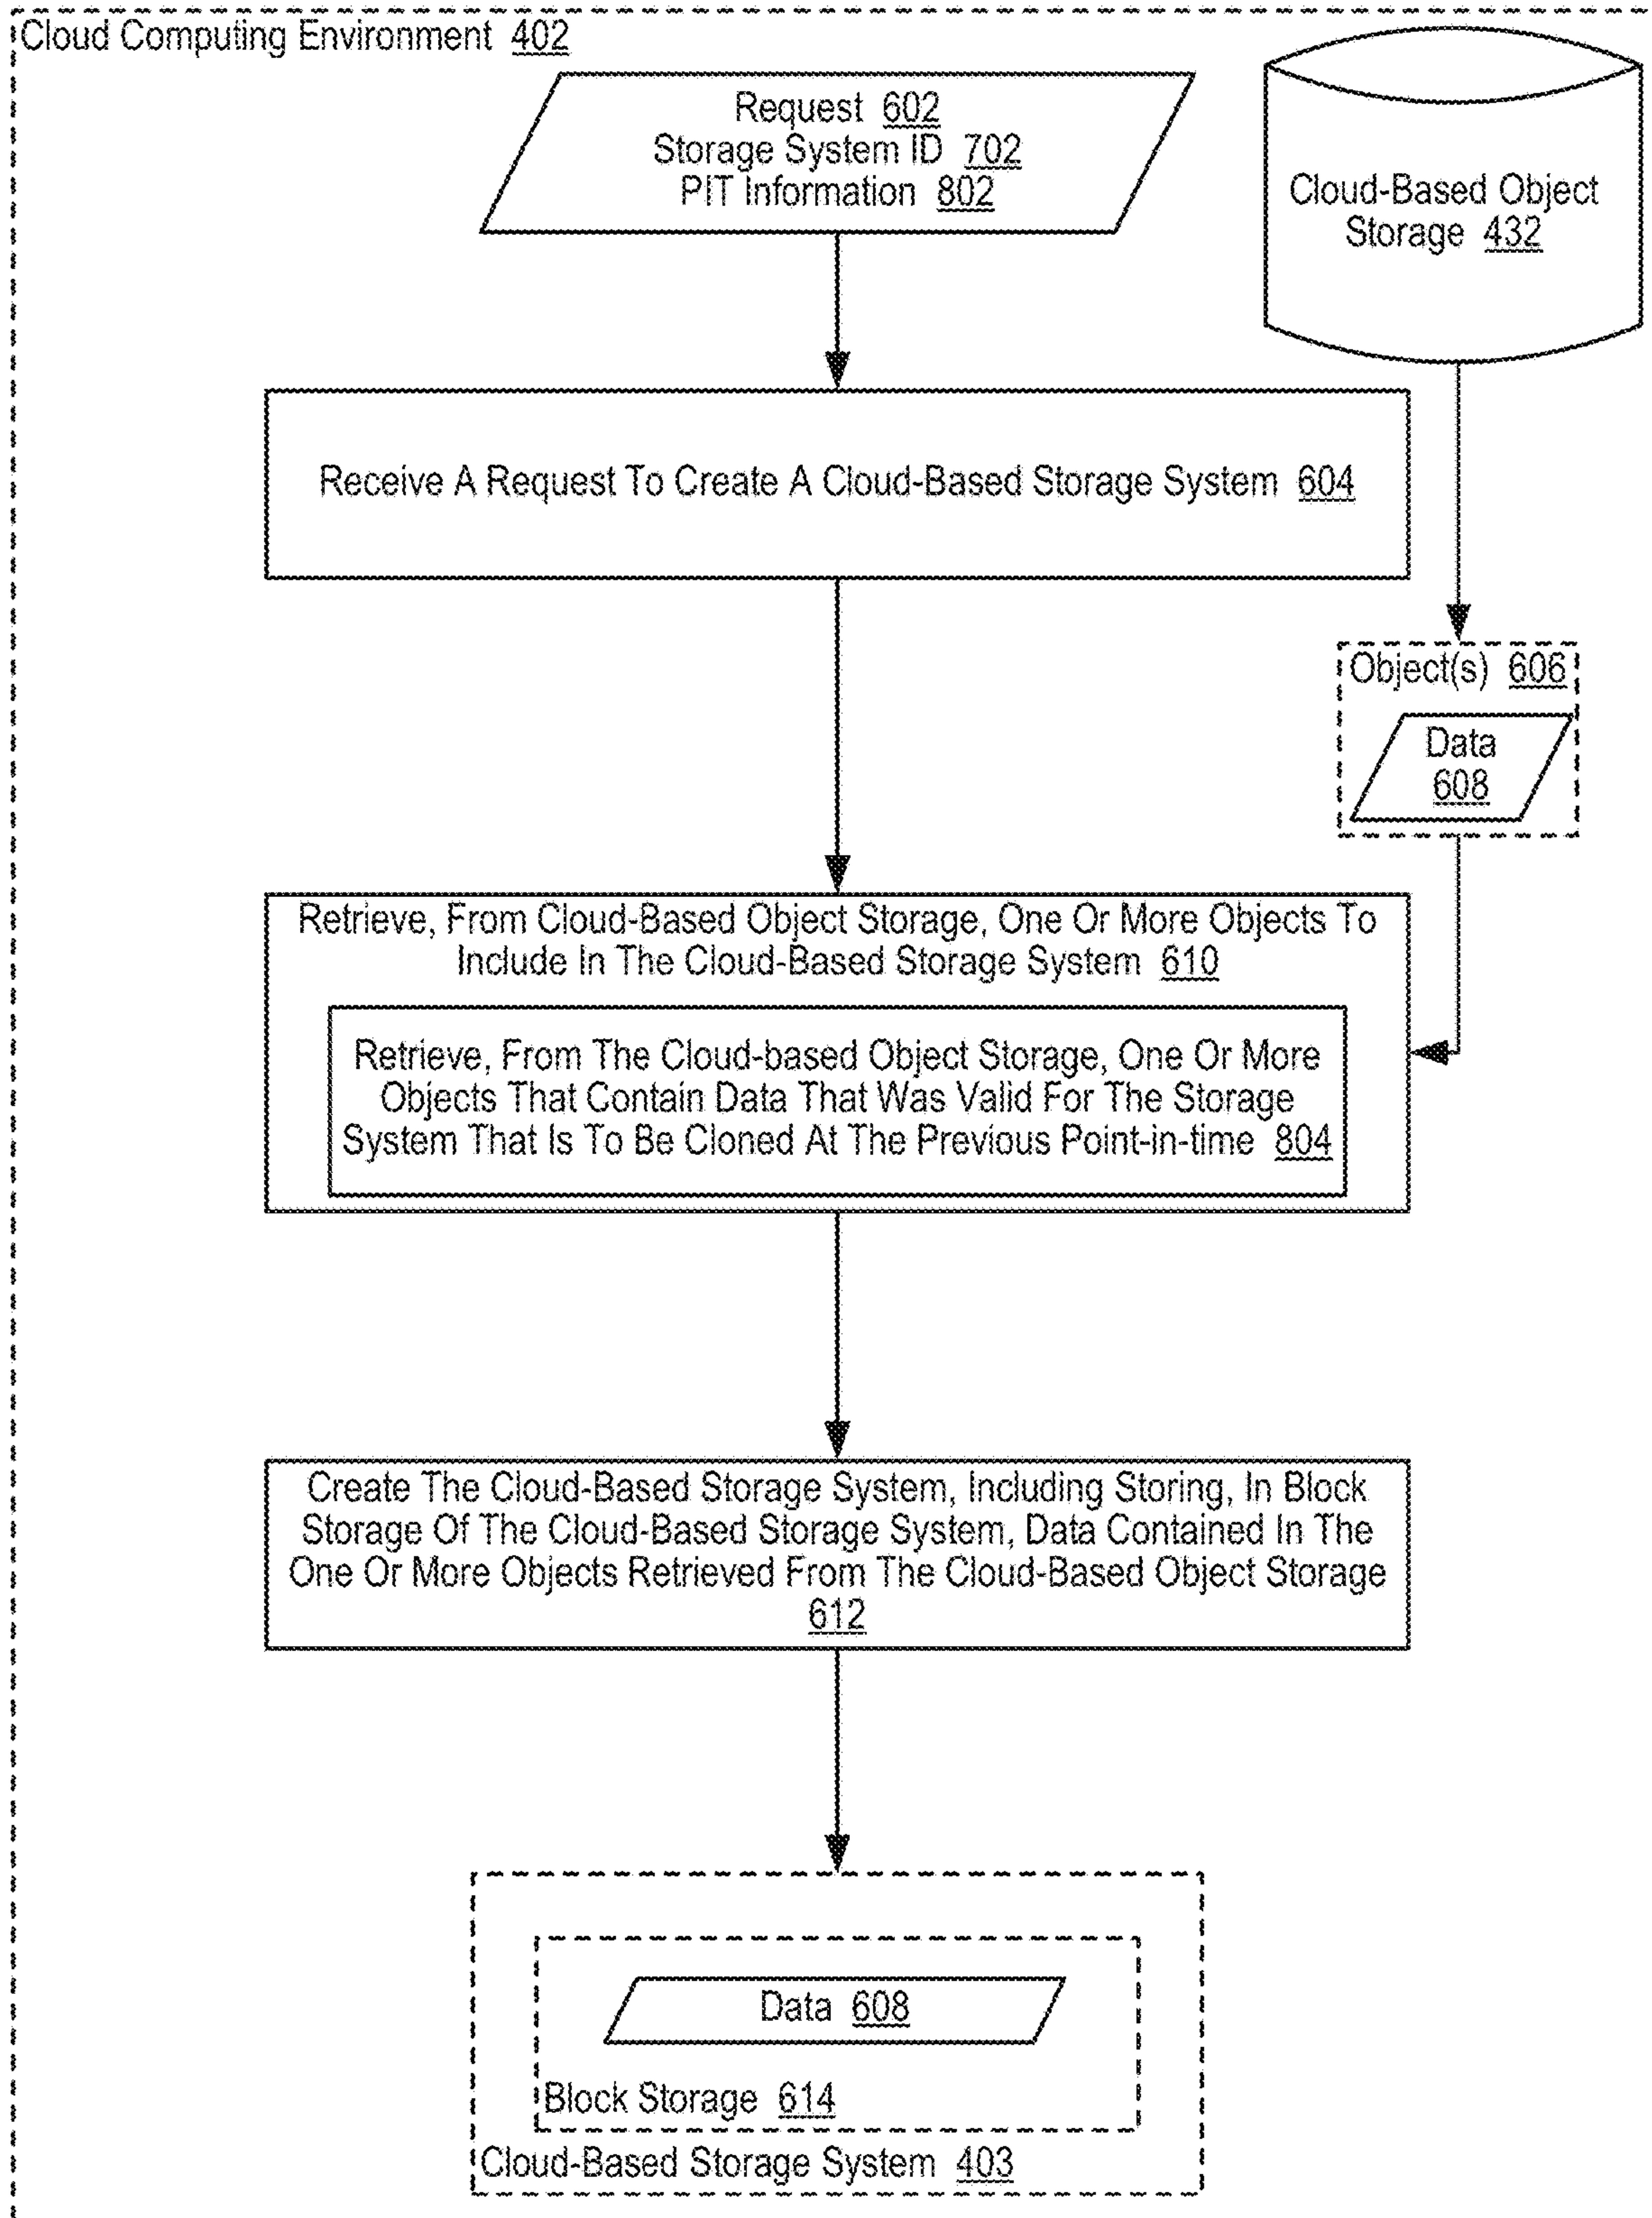 Cloud Computing Environment 402
Request 602
Storage System ID 702
PIT Information 802
Cloud-Based Object
Storage 432
Receive A Request To Create A Cloud-Based Storage System 604
Object(s) 606
Data
608
Retrieve, From Cloud-Based Object Storage, One Or More Objects To
Include In The Cloud-Based Storage System 610
Retrieve, From The Cloud-based Object Storage, One Or More
Objects That Contain Data That Was Valid For The Storage
System That Is To Be Cloned At The Previous Point-in-time 804
Create The Cloud-Based Storage System, Including Storing, In Block
Storage Of The Cloud-Based Storage System, Data Contained In The
One Or More Objects Retrieved From The Cloud-Based Object Storage
612
Data 608
Block Storage 614
Cloud-Based Storage System 403